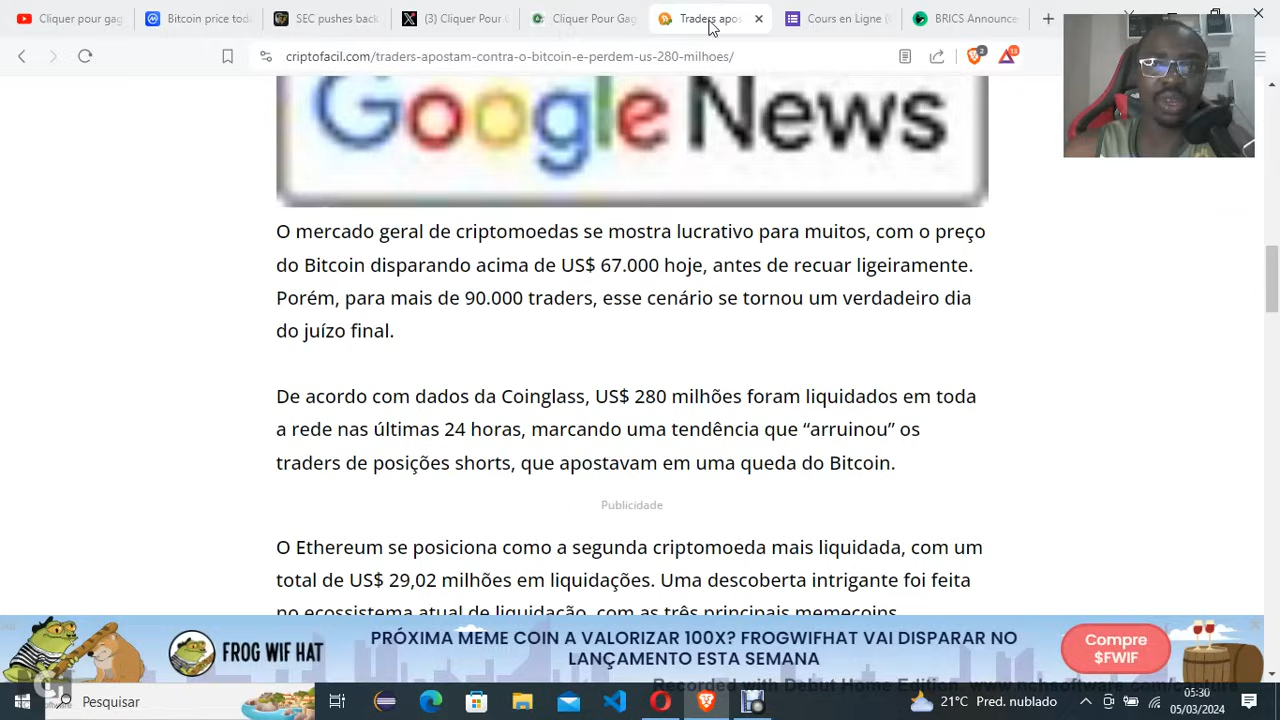 Cliquer pour gag
Bitcoin price toda
SEC pushes back
(3) Cliquer Pour G
Cliquer Pour Gag
Traders apos
Cours en Ligne (
BRICS Announce
criptofacil.com/traders-apostam-contra-o-bitcoin-e-perdem-us-280-milhoes/
2
13
Google News
O mercado geral de criptomoedas se mostra lucrativo para muitos, com o preço
do Bitcoin disparando acima de US$ 67.000 hoje, antes de recuar ligeiramente.
Porém, para mais de 90.000 traders, esse cenário se tornou um verdadeiro dia
do juízo final.
De acordo com dados da Coinglass, US$ 280 milhões foram liquidados em toda
a rede nas últimas 24 horas, marcando uma tendência que “arruinou” os
traders de posições shorts, que apostavam em uma queda do Bitcoin.
Publicidade
O Ethereum se posiciona como a segunda criptomoeda mais liquidada, com um
total de US$ 29,02 milhões em liquidações. Uma descoberta intrigante foi feita
no ecossistema atual de liquidação, com as três principais memecoins
FROG WIF HAT
PRÓXIMA MEME COIN A VALORIZAR 100X? FROGWIFHAT VAI DISPARAR NO
LANÇAMENTO ESTA SEMANA
Compre
$FWIF
Recorded with Debut Home Edition www.nchsoftware.com/capture
Pesquisar
21°C Pred. nublado
05:30
05/03/2024